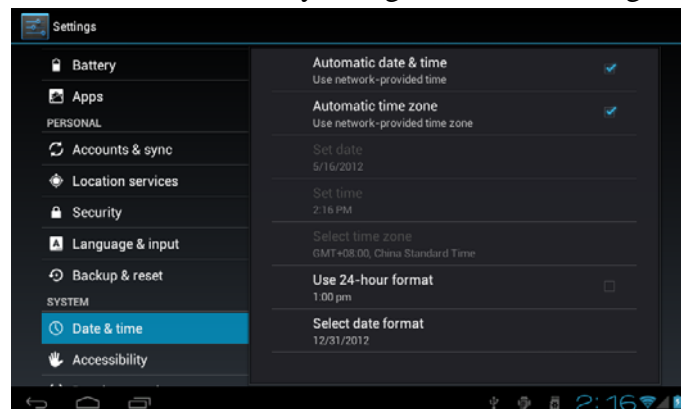 Settings
Battery
Apps
PERSONAL
Accounts & sync
Location services
Security
Language & input
Backup & reset
SYSTEM
Date & time
Accessibility
Automatic date & time
Use network-provided time
Automatic time zone
Use network-provided time zone
Set date
5/16/2012
Set time
2:16 PM
Select time zone
GMT+08:00, China Standard Time
Use 24-hour format
1:00 pm
Select date format
12/31/2012
2:16